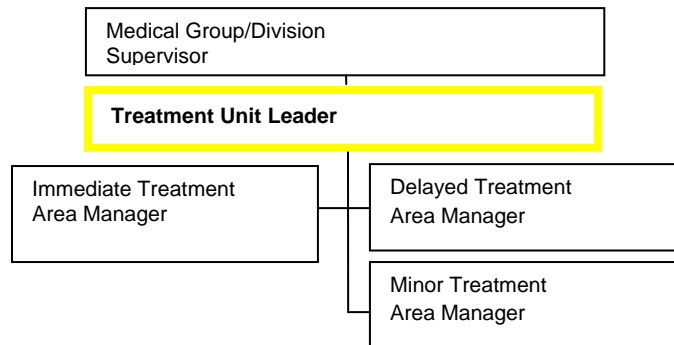 Medical Group/Division
Supervisor
Treatment Unit Leader
Immediate Treatment
Area Manager
Delayed Treatment
Area Manager
Minor Treatment
Area Manager